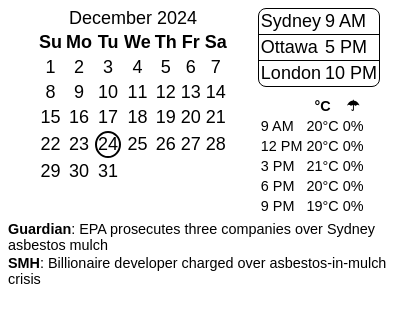 December 2024
Su Mo Tu We Th Fr Sa
1 2 3 4 5 6 7
8 9 10 11 12 13 14
15 16 17 18 19 20 21
22 23 24 25 26 27 28
29 30 31
Sydney 9 AM
Ottawa 5 PM
London 10 PM
°C ☂
9 AM 20°C 0%
12 PM 20°C 0%
3 PM 21°C 0%
6 PM 20°C 0%
9 PM 19°C 0%
Guardian: EPA prosecutes three companies over Sydney
asbestos mulch
SMH: Billionaire developer charged over asbestos-in-mulch
crisis